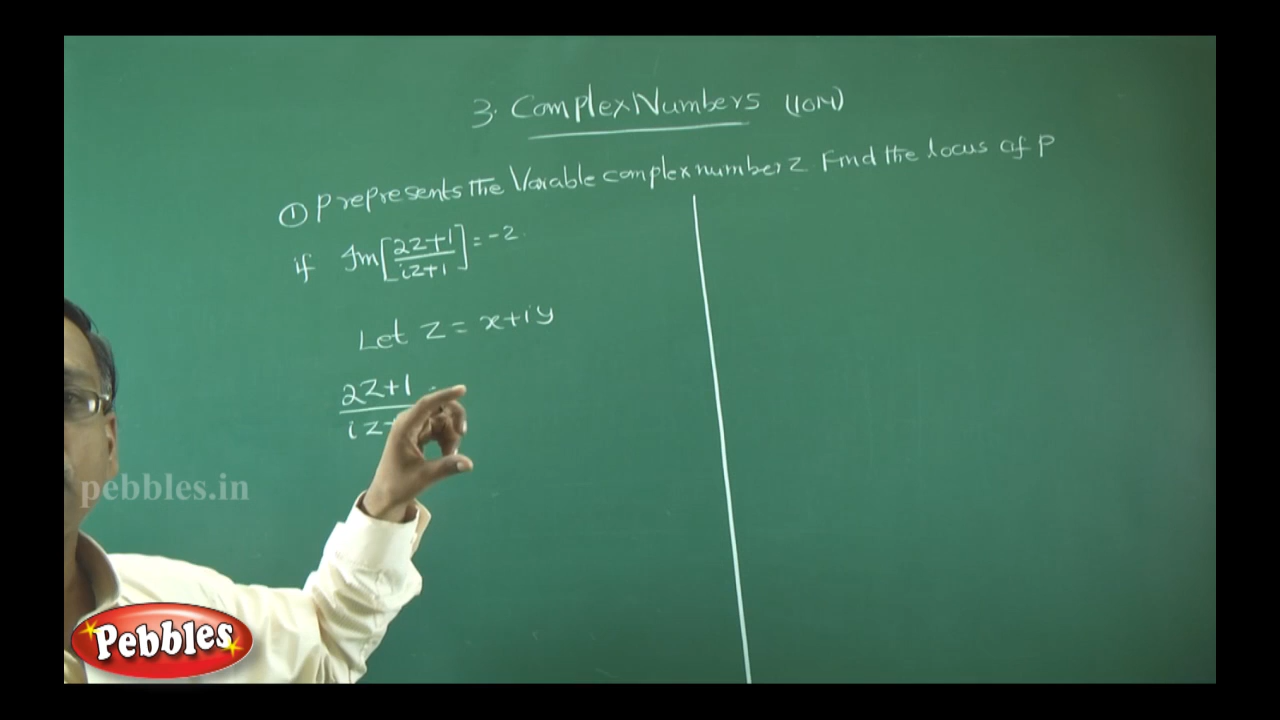 3. Complex Numbers (10M)
① P represents the Variable complex number z Find the locus of P
if Im[2z+1/iz+1] = -2
Let z = x+iy
2z+1
iz+
pebbles.in
Pebbles